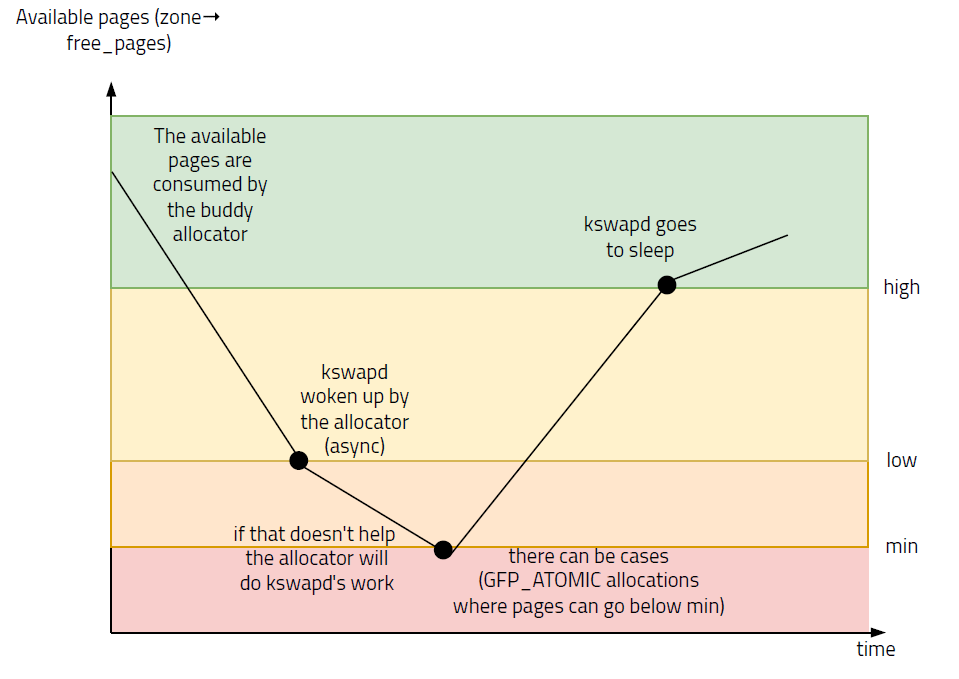 Available pages (zone→
free_pages)
The available
pages are
consumed by
the buddy
allocator
kswapd goes
to sleep
high
kswapd
woken up by
the allocator
(async)
low
if that doesn't help
the allocator will
do kswapd's work
min
there can be cases
(GFP_ATOMIC allocations
where pages can go below min)
time